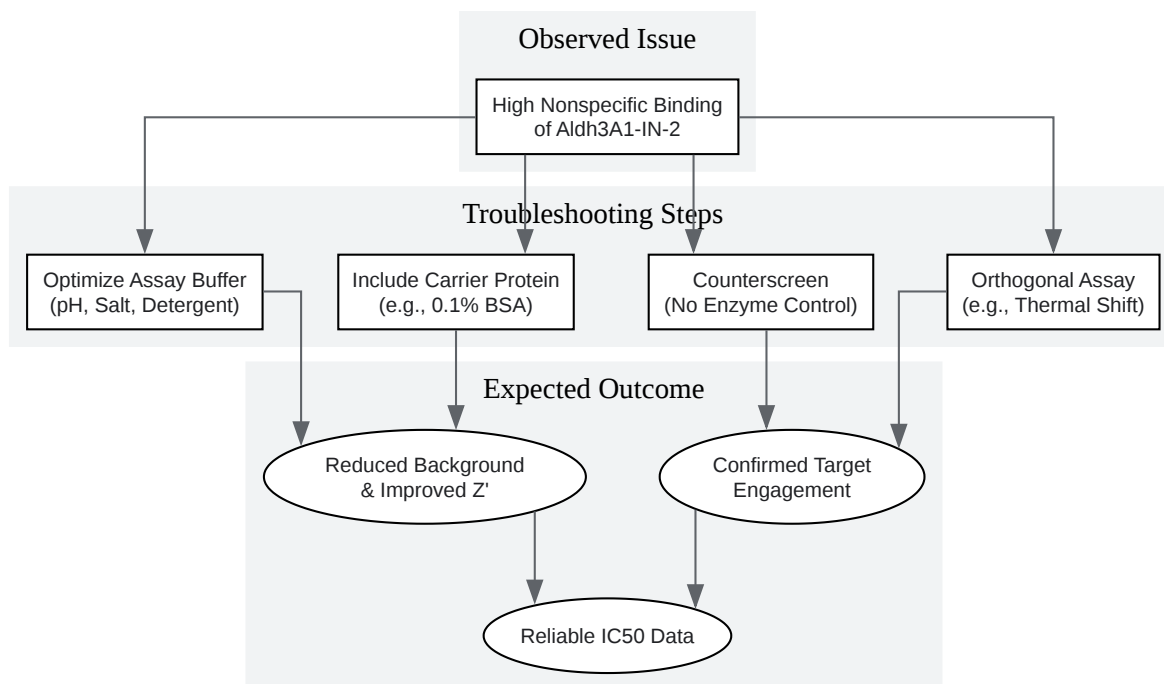 Observed Issue
High Nonspecific Binding
of Aldh3A1-IN-2
Troubleshooting Steps
Optimize Assay Buffer
(pH, Salt, Detergent)
Include Carrier Protein
(e.g., 0.1% BSA)
Counterscreen
(No Enzyme Control)
Orthogonal Assay
(e.g., Thermal Shift)
Expected Outcome
Reduced Background
& Improved Z'
Confirmed Target
Engagement
Reliable IC50 Data